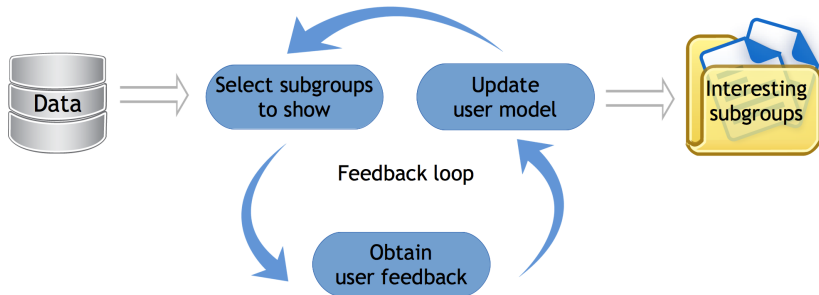 Data
Select subgroups
to show
Update
user model
Interesting
subgroups
Feedback loop
Obtain
user feedback